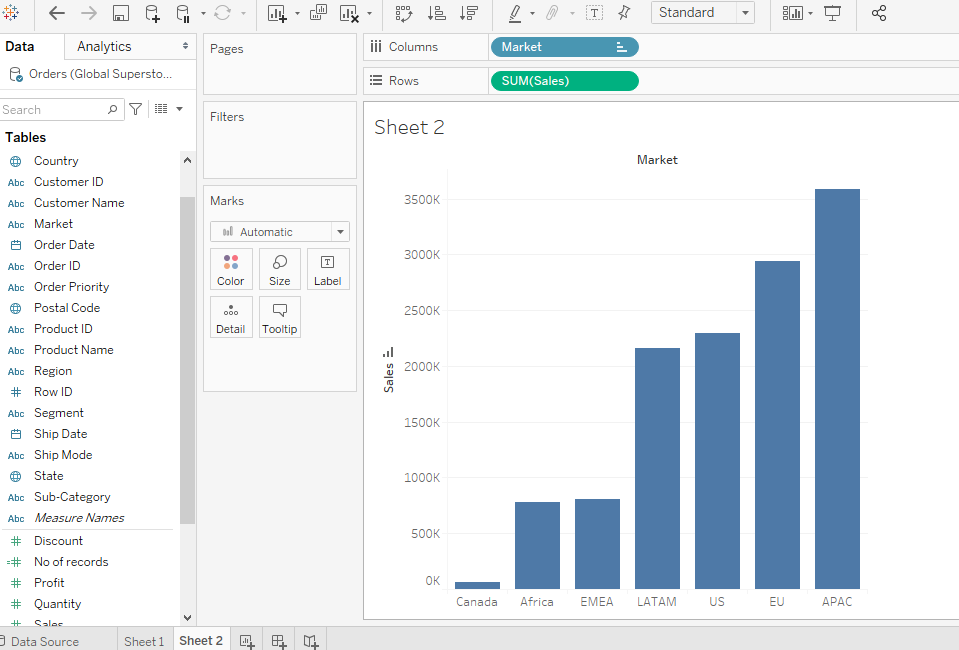 Standard
Data
Analytics
Orders (Global Supersto...
Search
Tables
Country
Abc Customer ID
Abc Customer Name
Abc Market
Order Date
Abc Order ID
Abc Order Priority
Postal Code
Abc Product ID
Abc Product Name
Abc Region
# Row ID
Abc Segment
Ship Date
Abc Ship Mode
State
Abc Sub-Category
Abc Measure Names
# Discount
=# No of records
# Profit
# Quantity
# Sales
Pages
Filters
Marks
Automatic
Color
Size
T
Label
Detail
Tooltip
Columns
Market
Rows
SUM(Sales)
Sheet 2
Market
Sales
3500K
3000K
2500K
2000K
1500K
1000K
500K
0K
Canada Africa EMEA LATAM US EU APAC
Data Source
Sheet 1
Sheet 2